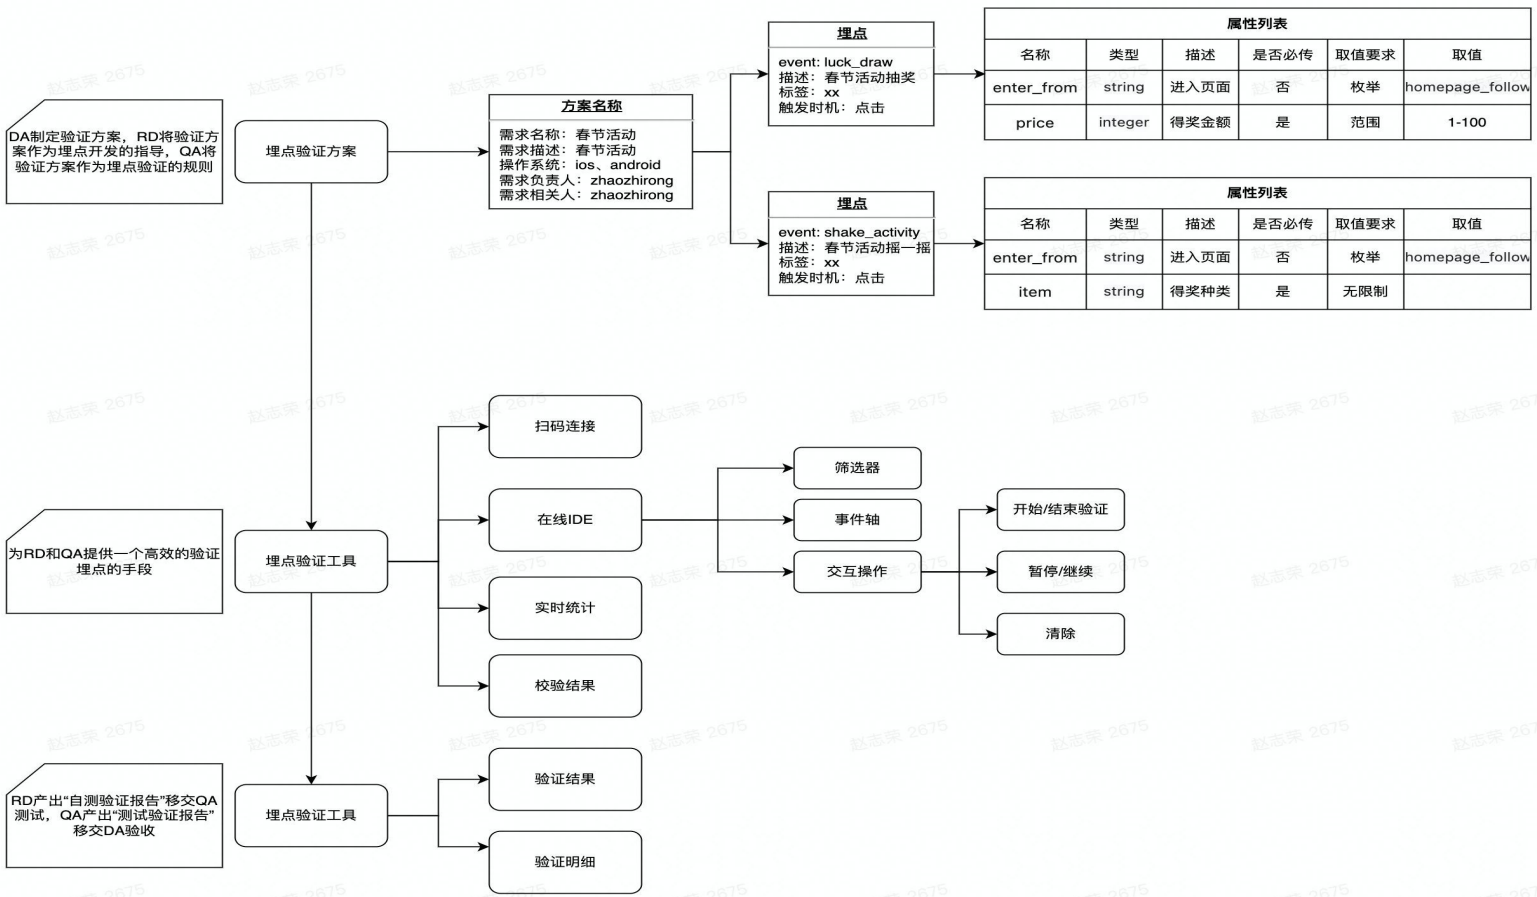 DA制定验证方案，RD将验证方
案作为埋点开发的指导，QA将
验证方案作为埋点验证的规则
埋点验证方案
方案名称
需求名称：春节活动
需求描述：春节活动
操作系统：ios、android
需求负责人：zhaozhirong
需求相关人：zhaozhirong
埋点
event: luck_draw
描述：春节活动抽奖
标签：xx
触发时机：点击
属性列表
名称 类型 描述 是否必传 取值要求 取值
enter_from string 进入页面 否 枚举 homepage_follow
price integer 得奖金额 是 范围 1-100
埋点
event: shake_activity
描述：春节活动摇一摇
标签：xx
触发时机：点击
属性列表
名称 类型 描述 是否必传 取值要求 取值
enter_from string 进入页面 否 枚举 homepage_follow
item string 得奖种类 是 无限制
为RD和QA提供一个高效的验证
埋点的手段
埋点验证工具
扫码连接
在线IDE
实时统计
校验结果
筛选器
事件轴
交互操作
开始/结束验证
暂停/继续
清除
RD产出“自测验证报告”移交QA
测试，QA产出“测试验证报告”
移交DA验收
埋点验证工具
验证结果
验证明细
赵志荣 2675